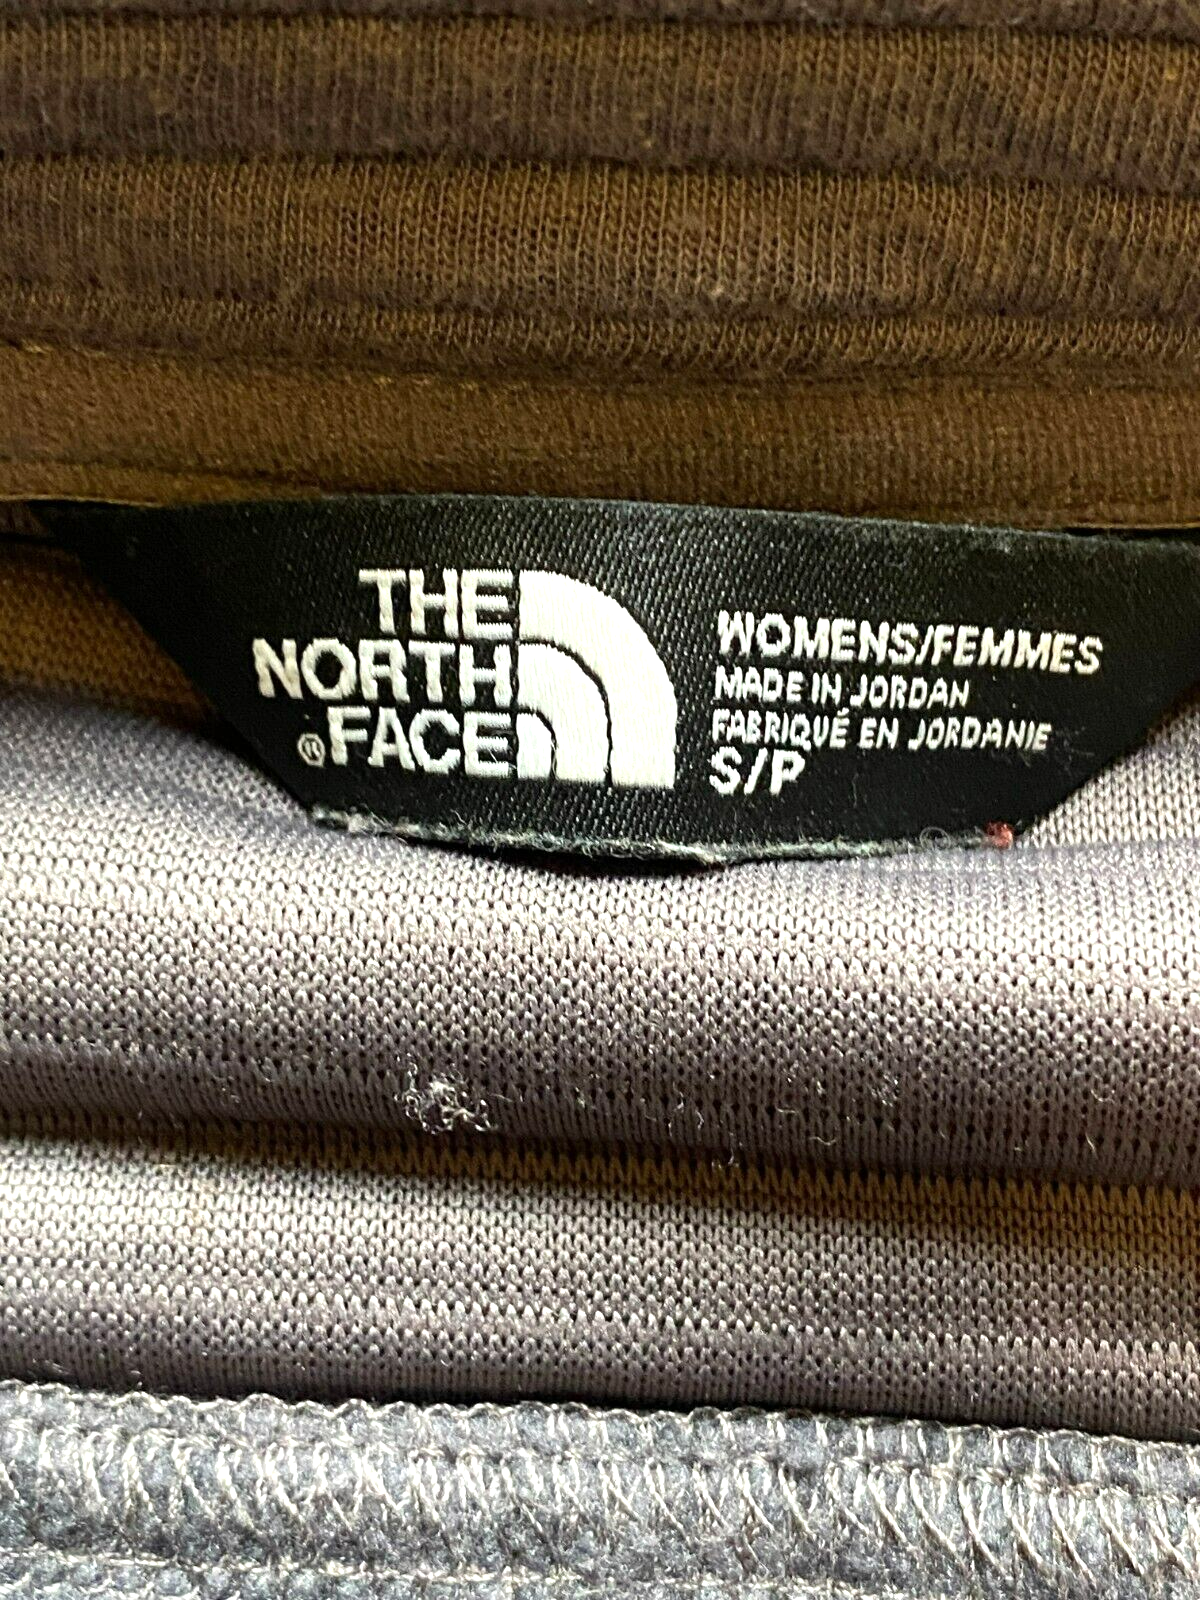 THE
NORTH
®FACE
WOMENS/FEMMES
MADE IN JORDAN
FABRIQUÉ EN JORDANIE
S/P